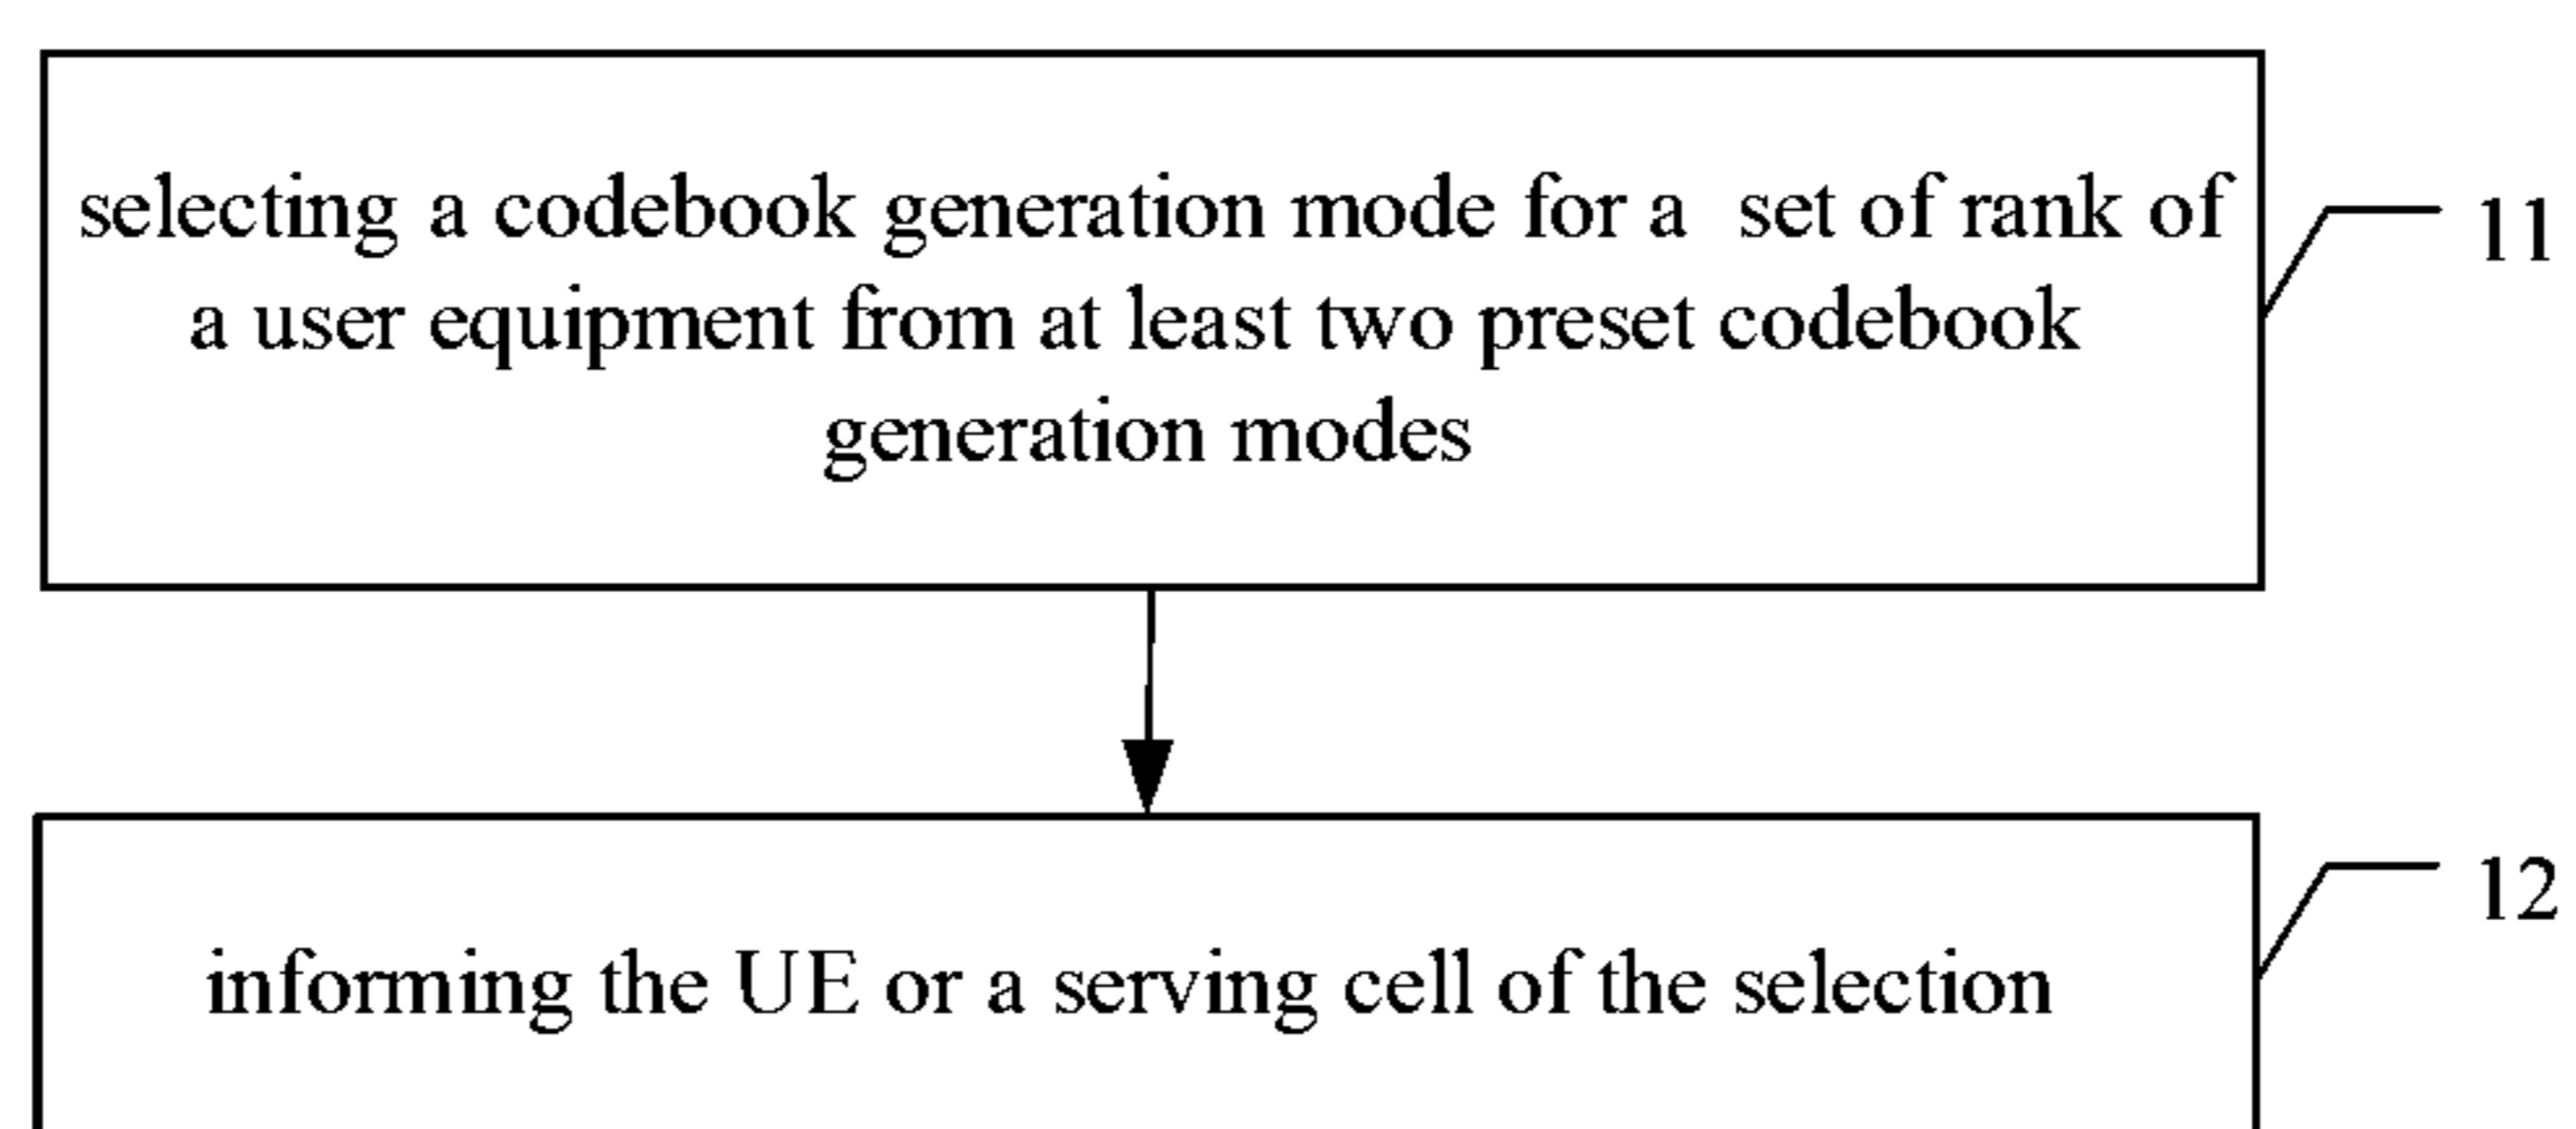 selecting a codebook generation mode for a set of rank of
a user equipment from at least two preset codebook
generation modes
11
informing the UE or a serving cell of the selection
12